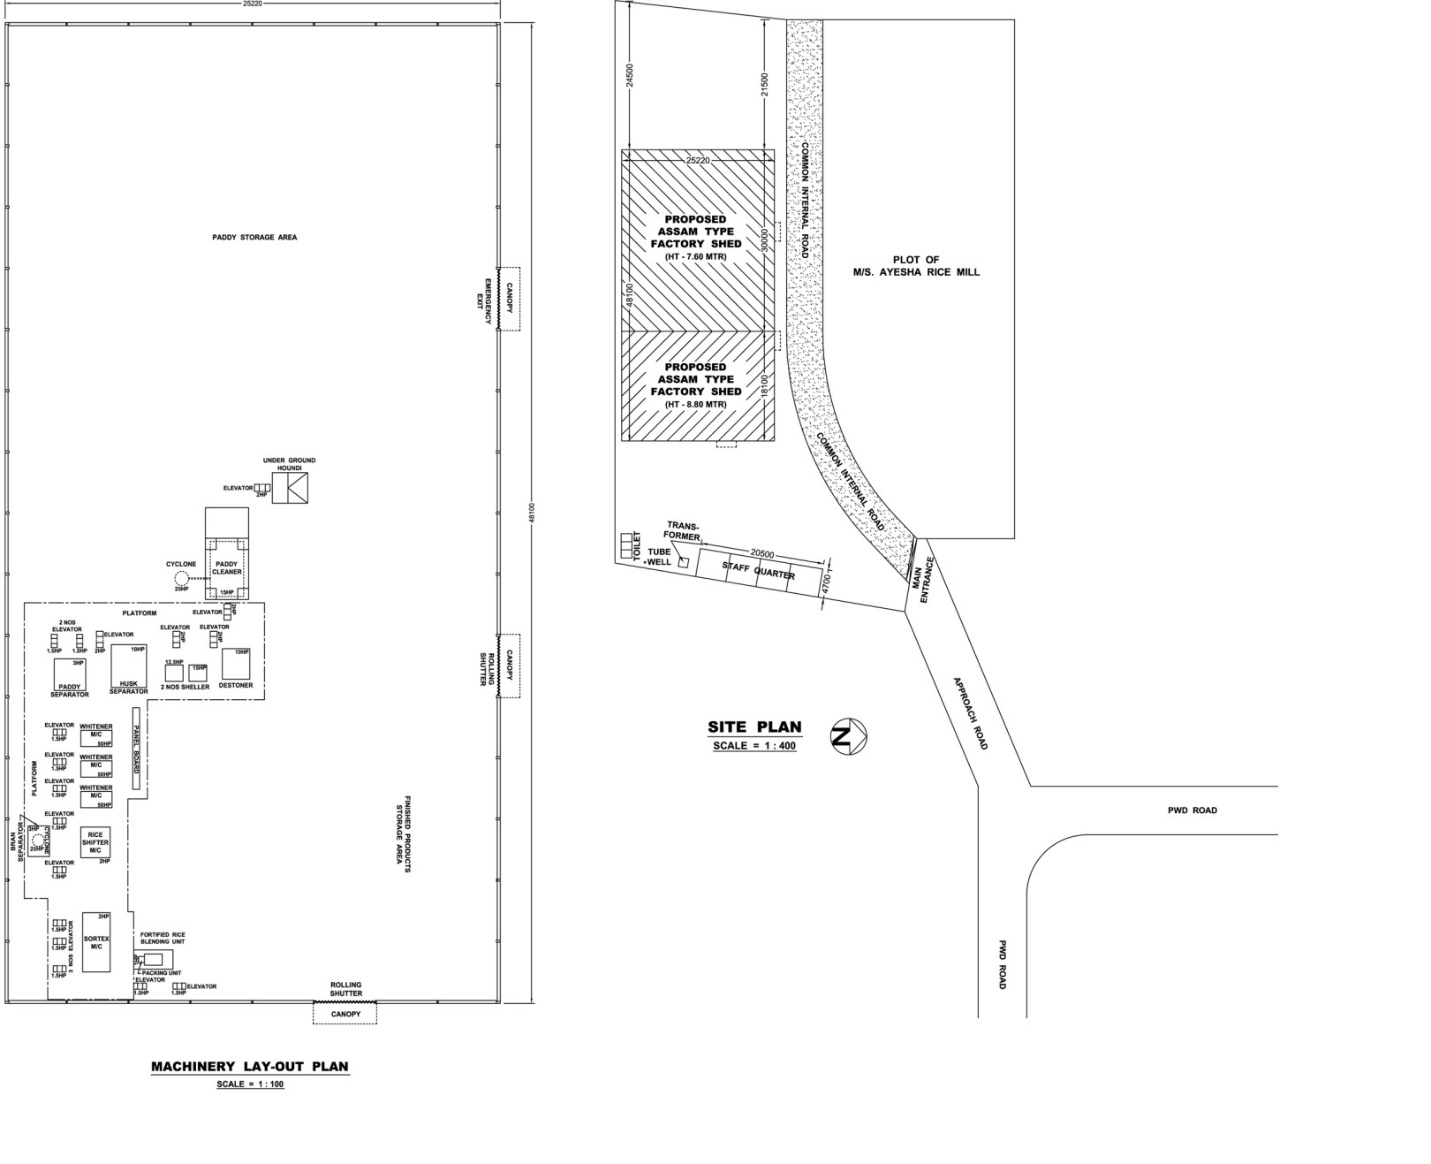 25220
48100
PADDY STORAGE AREA
EMERGENCY
EXIT
CANOPY
UNDER GROUND
HOUNDI
ELEVATOR
2HP
CYCLONE
25HP
PADDY
CLEANER
15HP
PLATFORM
ELEVATOR
2HP
2 NOS
ELEVATOR
1.5HP
1.5HP
ELEVATOR
2HP
ELEVATOR
2HP
ELEVATOR
2HP
3HP
PADDY
SEPARATOR
10HP
HUSK
SEPARATOR
12.5HP
15HP
2 NOS SHELLER
10HP
DESTONER
ROLLING
SHUTTER
CANOPY
ELEVATOR
1.5HP
WHITENER
M/C
50HP
PANEL BOARD
ELEVATOR
1.5HP
WHITENER
M/C
50HP
PLATFORM
ELEVATOR
1.5HP
WHITENER
M/C
50HP
ELEVATOR
1.5HP
BRAN
SEPARATOR
3HP
CYCLONE
25HP
RICE
SHIFTER
M/C
2HP
ELEVATOR
1.5HP
FINISHED PRODUCTS
STORAGE AREA
1.5HP
1.5HP
1.5HP
3 NOS ELEVATOR
2HP
SORTEX
M/C
FORTIFIED RICE
BLENDING UNIT
PACKING UNIT
ELEVATOR
1.5HP
ELEVATOR
1.5HP
ROLLING
SHUTTER
CANOPY
MACHINERY LAY-OUT PLAN
SCALE = 1 : 100
24500
21500
25220
PROPOSED
ASSAM TYPE
FACTORY SHED
(HT - 7.60 MTR)
30000
48100
PROPOSED
ASSAM TYPE
FACTORY SHED
(HT - 8.80 MTR)
18100
COMMON INTERNAL ROAD
COMMON INTERNAL ROAD
PLOT OF
M/S. AYESHA RICE MILL
TOILET
TRANS-
FORMER
TUBE
WELL
20500
STAFF QUARTER
4700
MAIN
ENTRANCE
APPROACH ROAD
SITE PLAN
SCALE = 1 : 400
N
PWD ROAD
PWD ROAD